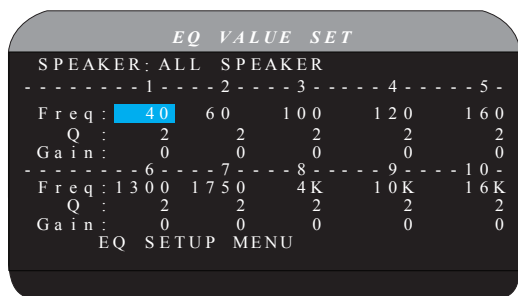 EQ VALUE SET
SPEAKER: ALL SPEAKER
- - - - - - - - 1 - - - - 2 - - - - 3 - - - - - 4 - - - - - 5 -
Freq: 40 60 100 120 160
Q : 2 2 2 2 2
Gain: 0 0 0 0 0
- - - - - - - - 6 - - - - 7 - - - - 8 - - - - - 9 - - - - 10 -
Freq: 1300 1750 4K 10K 16K
Q : 2 2 2 2 2
Gain: 0 0 0 0 0
EQ SETUP MENU